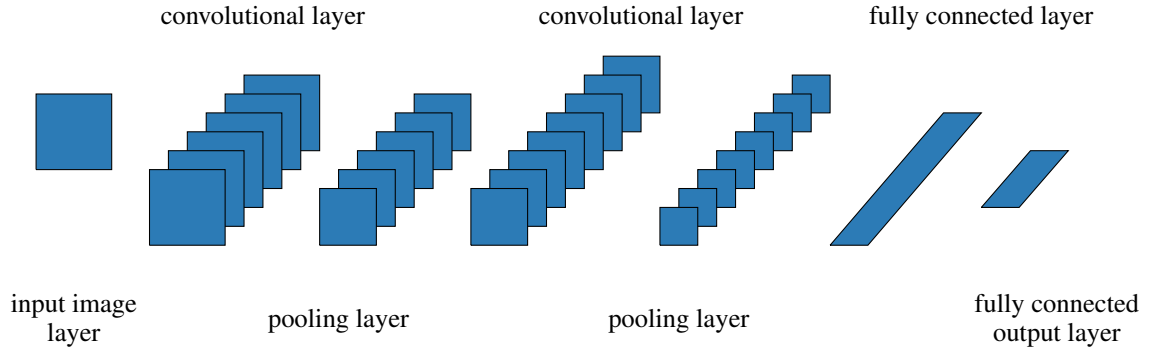 convolutional layer
convolutional layer
fully connected layer
input image
layer
pooling layer
pooling layer
fully connected
output layer